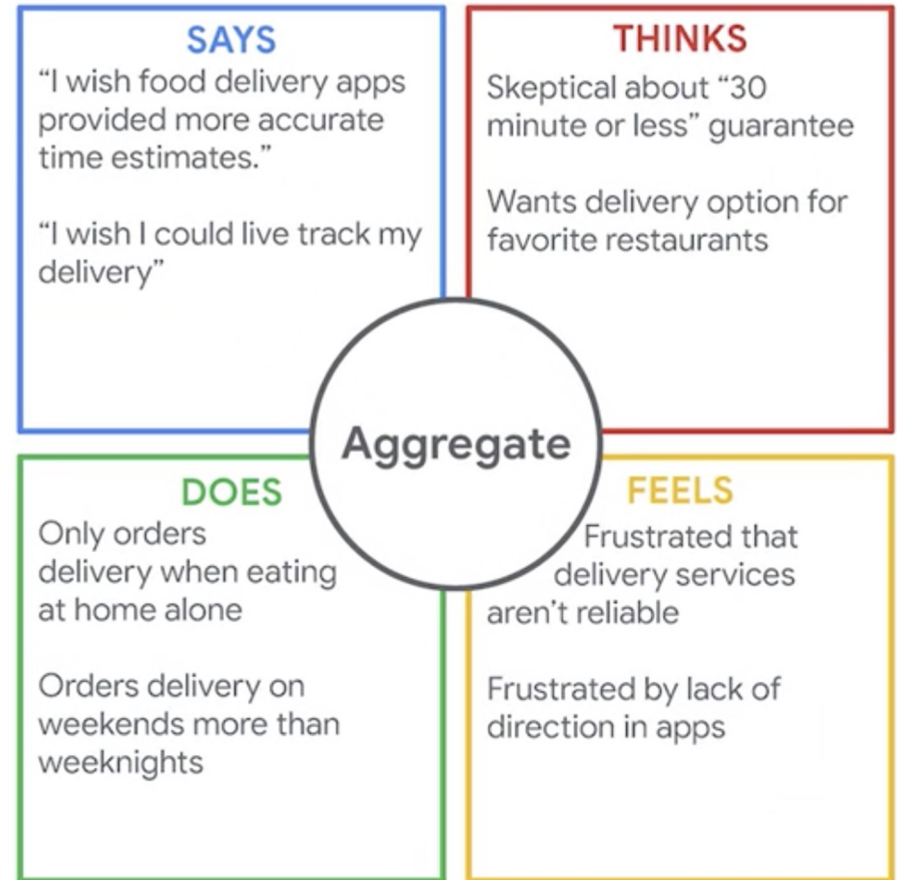 SAYS
“I wish food delivery apps
provided more accurate
time estimates.”
“I wish I could live track my
delivery”
THINKS
Skeptical about “30
minute or less” guarantee
Wants delivery option for
favorite restaurants
Aggregate
DOES
Only orders
delivery when eating
at home alone
Orders delivery on
weekends more than
weeknights
FEELS
Frustrated that
delivery services
aren’t reliable
Frustrated by lack of
direction in apps